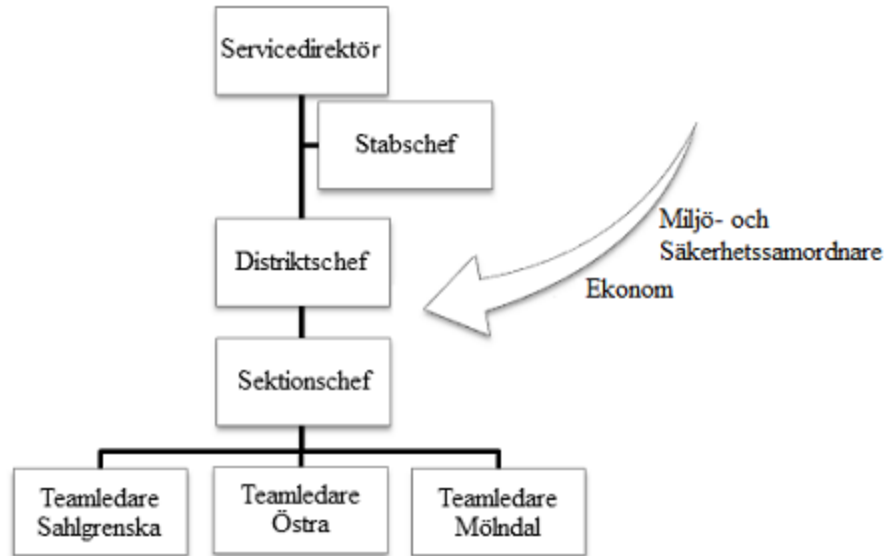 Servicedirektör
Stabschef
Miljö- och
Säkerhetssamordnare
Distriktschef
Ekonom
Sektionschef
Teamledare
Sahlgrenska
Teamledare
Östra
Teamledare
Mölndal